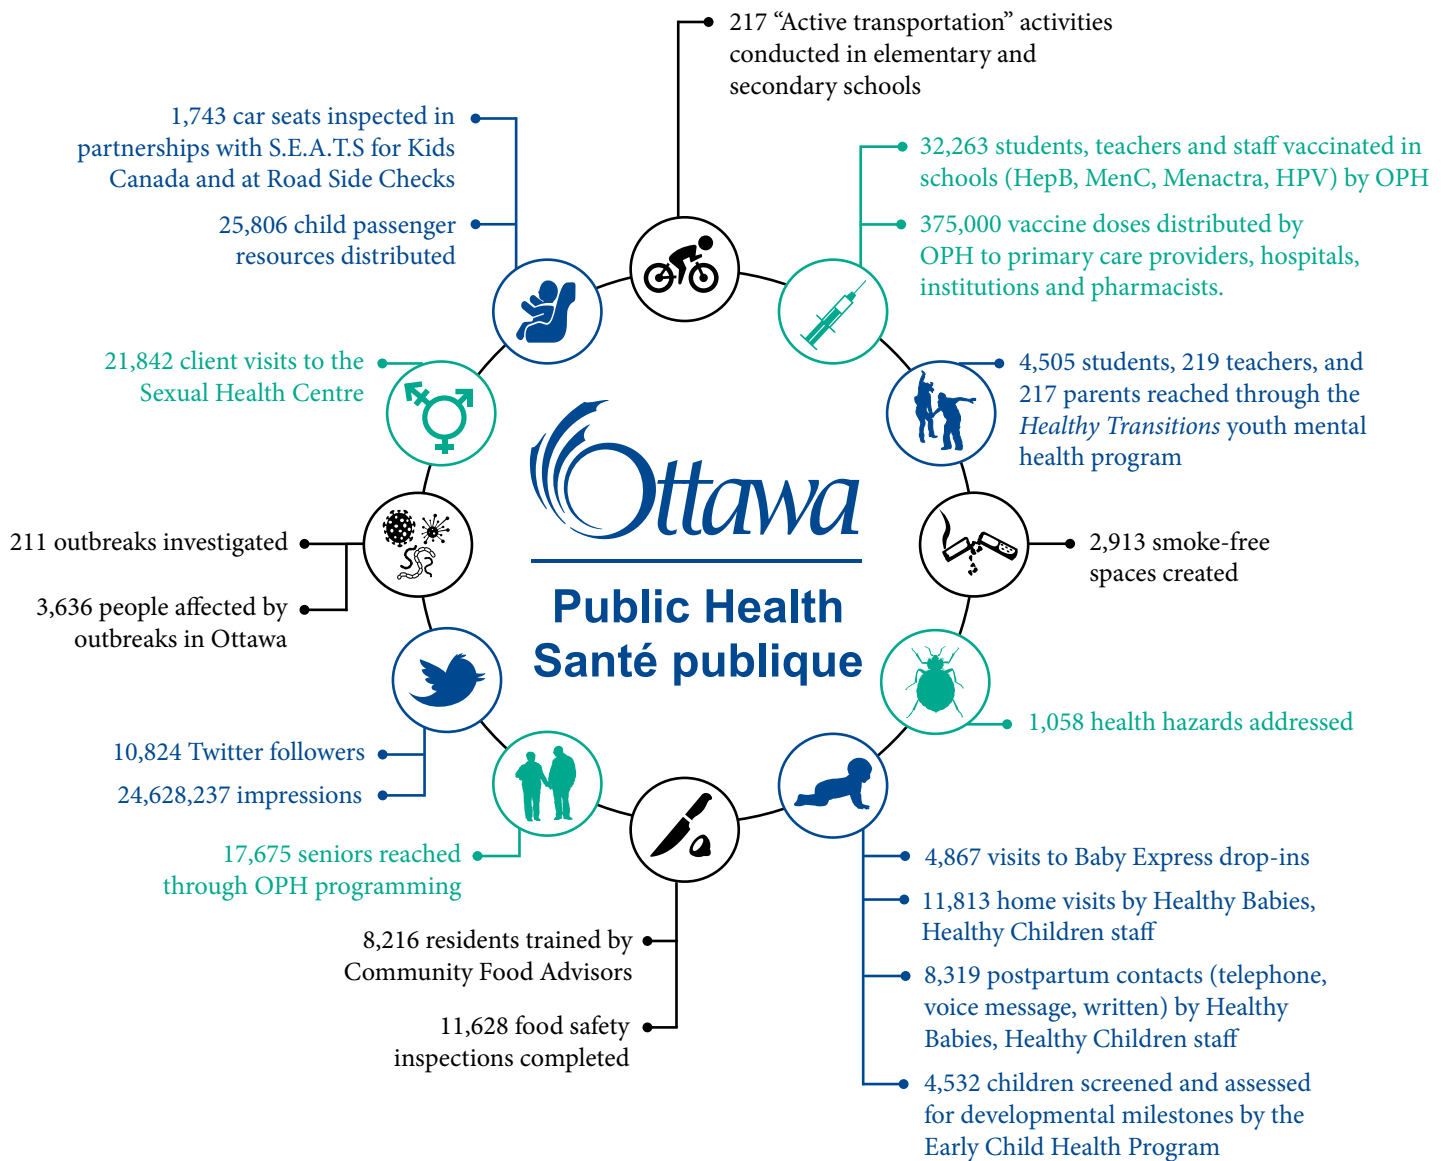 217 “Active transportation” activities
conducted in elementary and
secondary schools
1,743 car seats inspected in
partnerships with S.E.A.T.S for Kids
Canada and at Road Side Checks
25,806 child passenger
resources distributed
32,263 students, teachers and staff vaccinated in
schools (HepB, MenC, Menactra, HPV) by OPH
375,000 vaccine doses distributed by
OPH to primary care providers, hospitals,
institutions and pharmacists.
21,842 client visits to the
Sexual Health Centre
4,505 students, 219 teachers, and
217 parents reached through the
Healthy Transitions youth mental
health program
Ottawa
Public Health
Santé publique
211 outbreaks investigated
3,636 people affected by
outbreaks in Ottawa
2,913 smoke-free
spaces created
1,058 health hazards addressed
10,824 Twitter followers
24,628,237 impressions
17,675 seniors reached
through OPH programming
8,216 residents trained by
Community Food Advisors
11,628 food safety
inspections completed
4,867 visits to Baby Express drop-ins
11,813 home visits by Healthy Babies,
Healthy Children staff
8,319 postpartum contacts (telephone,
voice message, written) by Healthy
Babies, Healthy Children staff
4,532 children screened and assessed
for developmental milestones by the
Early Child Health Program